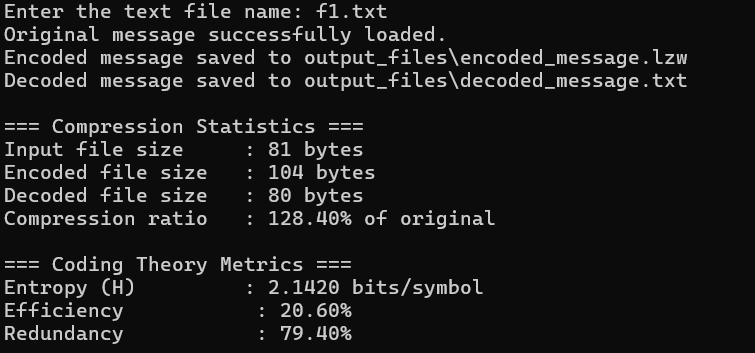 Enter the text file name: f1.txt
Original message successfully loaded.
Encoded message saved to output_files\encoded_message.lzw
Decoded message saved to output_files\decoded_message.txt
=== Compression Statistics ===
Input file size     : 81 bytes
Encoded file size   : 104 bytes
Decoded file size   : 80 bytes
Compression ratio   : 128.40% of original
=== Coding Theory Metrics ===
Entropy (H)         : 2.1420 bits/symbol
Efficiency           : 20.60%
Redundancy           : 79.40%